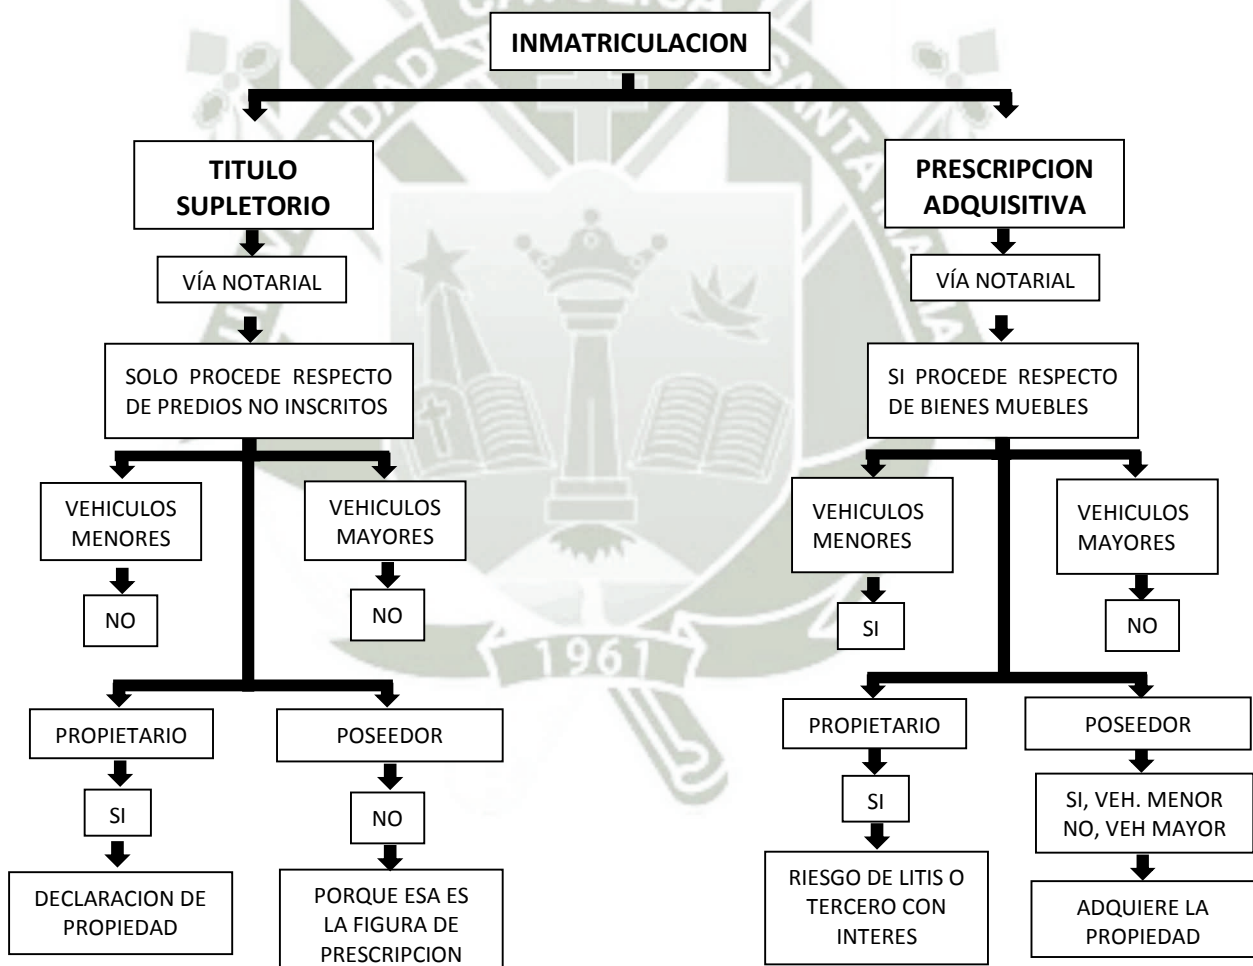 INMATRICULACION
TITULO
SUPLETORIO
VÍA NOTARIAL
SOLO PROCEDE RESPECTO
DE PREDIOS NO INSCRITOS
VEHICULOS
MENORES
NO
VEHICULOS
MAYORES
NO
PROPIETARIO
SI
DECLARACION DE
PROPIEDAD
POSEEDOR
NO
PORQUE ESA ES
LA FIGURA DE
PRESCRIPCION
PRESCRIPCION
ADQUISITIVA
VÍA NOTARIAL
SI PROCEDE RESPECTO
DE BIENES MUEBLES
VEHICULOS
MENORES
SI
VEHICULOS
MAYORES
NO
PROPIETARIO
SI
RIESGO DE LITIS O
TERCERO CON
INTERES
POSEEDOR
SI, VEH. MENOR
NO, VEH MAYOR
ADQUIERE LA
PROPIEDAD
SANTA MARIA
1961